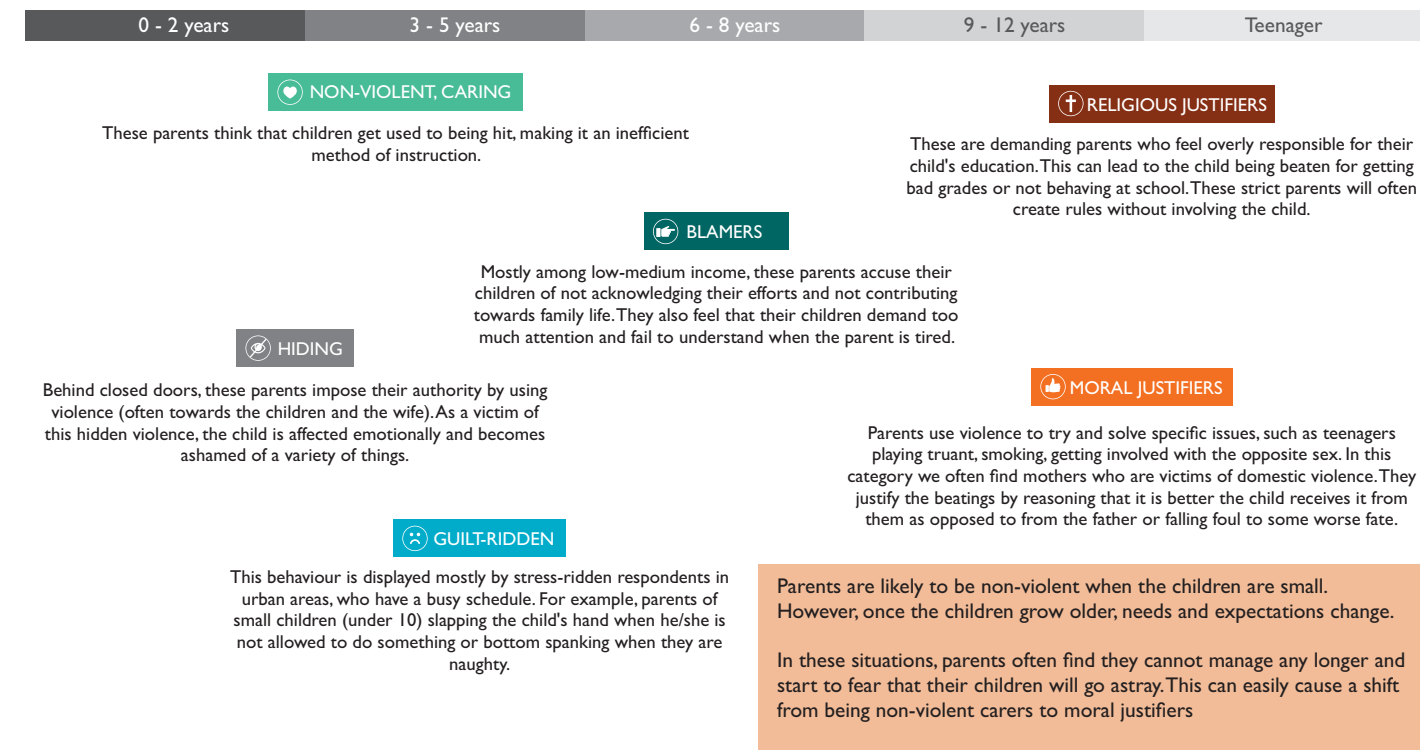 0 - 2 years
3 - 5 years
6 - 8 years
9 - 12 years
Teenager
NON-VIOLENT, CARING
These parents think that children get used to being hit, making it an inefficient
method of instruction.
RELIGIOUS JUSTIFIERS
These are demanding parents who feel overly responsible for their
child's education. This can lead to the child being beaten for getting
bad grades or not behaving at school. These strict parents will often
create rules without involving the child.
BLAMERS
Mostly among low-medium income, these parents accuse their
children of not acknowledging their efforts and not contributing
towards family life. They also feel that their children demand too
much attention and fail to understand when the parent is tired.
HIDING
Behind closed doors, these parents impose their authority by using
violence (often towards the children and the wife). As a victim of
this hidden violence, the child is affected emotionally and becomes
ashamed of a variety of things.
MORAL JUSTIFIERS
Parents use violence to try and solve specific issues, such as teenagers
playing truant, smoking, getting involved with the opposite sex. In this
category we often find mothers who are victims of domestic violence. They
justify the beatings by reasoning that it is better the child receives it from
them as opposed to from the father or falling foul to some worse fate.
GUILT-RIDDEN
This behaviour is displayed mostly by stress-ridden respondents in
urban areas, who have a busy schedule. For example, parents of
small children (under 10) slapping the child's hand when he/she is
not allowed to do something or bottom spanking when they are
naughty.
Parents are likely to be non-violent when the children are small.
However, once the children grow older, needs and expectations change.
In these situations, parents often find they cannot manage any longer and
start to fear that their children will go astray. This can easily cause a shift
from being non-violent carers to moral justifiers